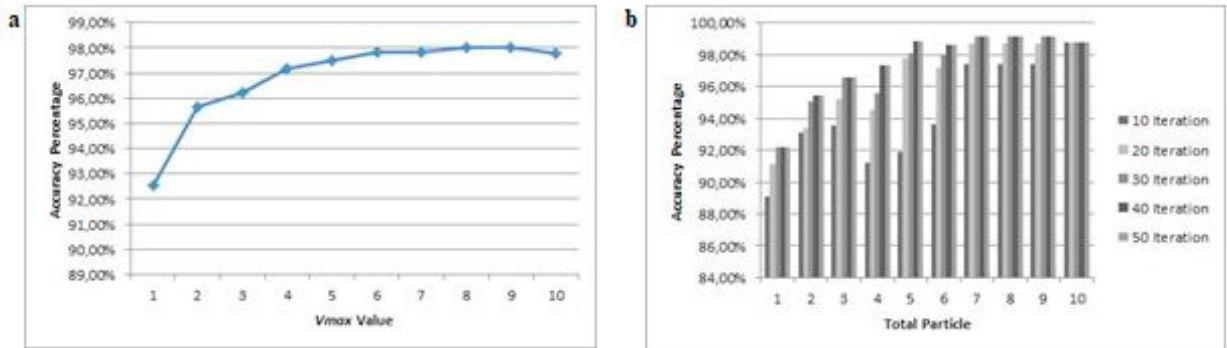 a
99,00%
98,00%
97,00%
96,00%
95,00%
94,00%
93,00%
92,00%
91,00%
90,00%
89,00%
Accuracy Percentage
1 2 3 4 5 6 7 8 9 10
Vmax Value
b
100,00%
98,00%
96,00%
94,00%
92,00%
90,00%
88,00%
86,00%
84,00%
Accuracy Percentage
1 2 3 4 5 6 7 8 9 10
Total Particle
10 Iteration
20 Iteration
30 Iteration
40 Iteration
50 Iteration